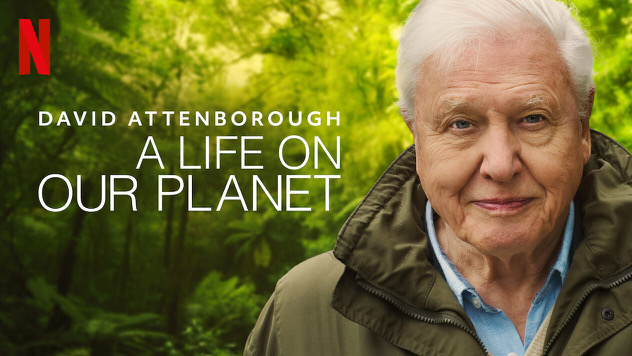 N
DAVID ATTENBOROUGH
A LIFE ON
OUR PLANET